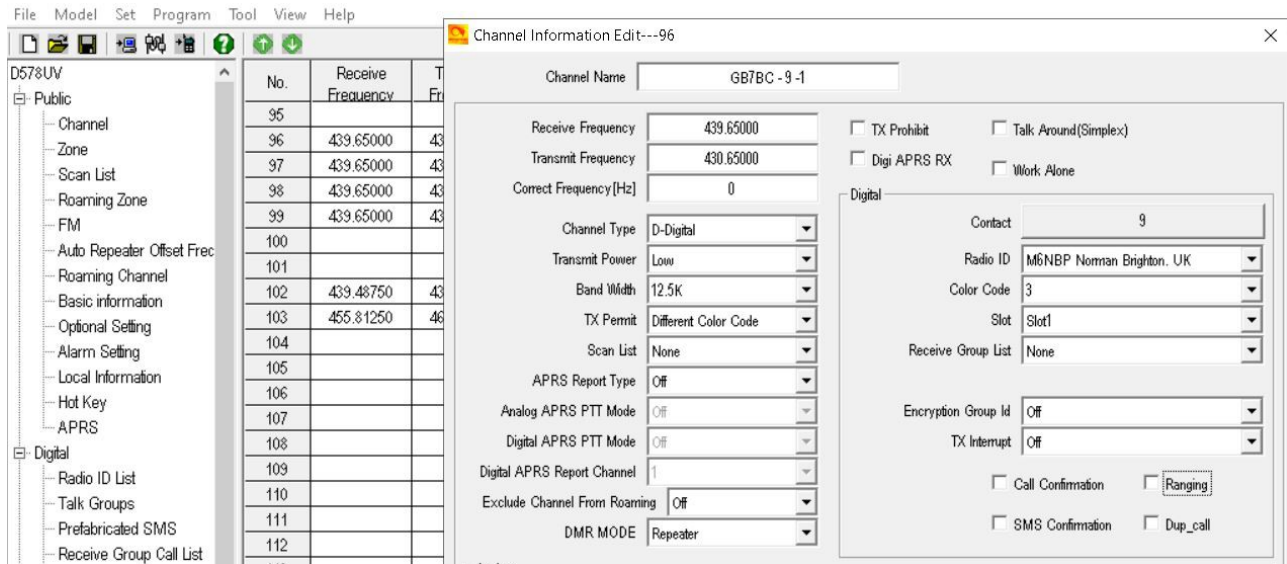 File Model Set Program Tool View Help
D578UV
Public
Channel
Zone
Scan List
Roaming Zone
FM
Auto Repeater Offset Frec
Roaming Channel
Basic information
Optional Setting
Alarm Setting
Local Information
Hot Key
APRS
Digital
Radio ID List
Talk Groups
Prefabricated SMS
Receive Group Call List
No. Receive Frequency T Fr
95
96 439.65000 43
97 439.65000 43
98 439.65000 43
99 439.65000 43
100
101
102 439.48750 43
103 455.81250 46
104
105
106
107
108
109
110
111
112
Channel Information Edit---96
Channel Name GB7BC - 9 -1
Receive Frequency 439.65000
Transmit Frequency 430.65000
Correct Frequency[Hz] 0
Channel Type D-Digital
Transmit Power Low
Band Width 12.5K
TX Permit Different Color Code
Scan List None
APRS Report Type Off
Analog APRS PTT Mode Off
Digital APRS PTT Mode Off
Digital APRS Report Channel 1
Exclude Channel From Roaming Off
DMR MODE Repeater
TX Prohibit Talk Around(Simplex)
Digi APRS RX Work Alone
Digital
Contact 9
Radio ID M6NBP Norman Brighton. UK
Color Code 3
Slot Slot1
Receive Group List None
Encryption Group Id Off
TX Interrupt Off
Call Confirmation Ranging
SMS Confirmation Dup_call